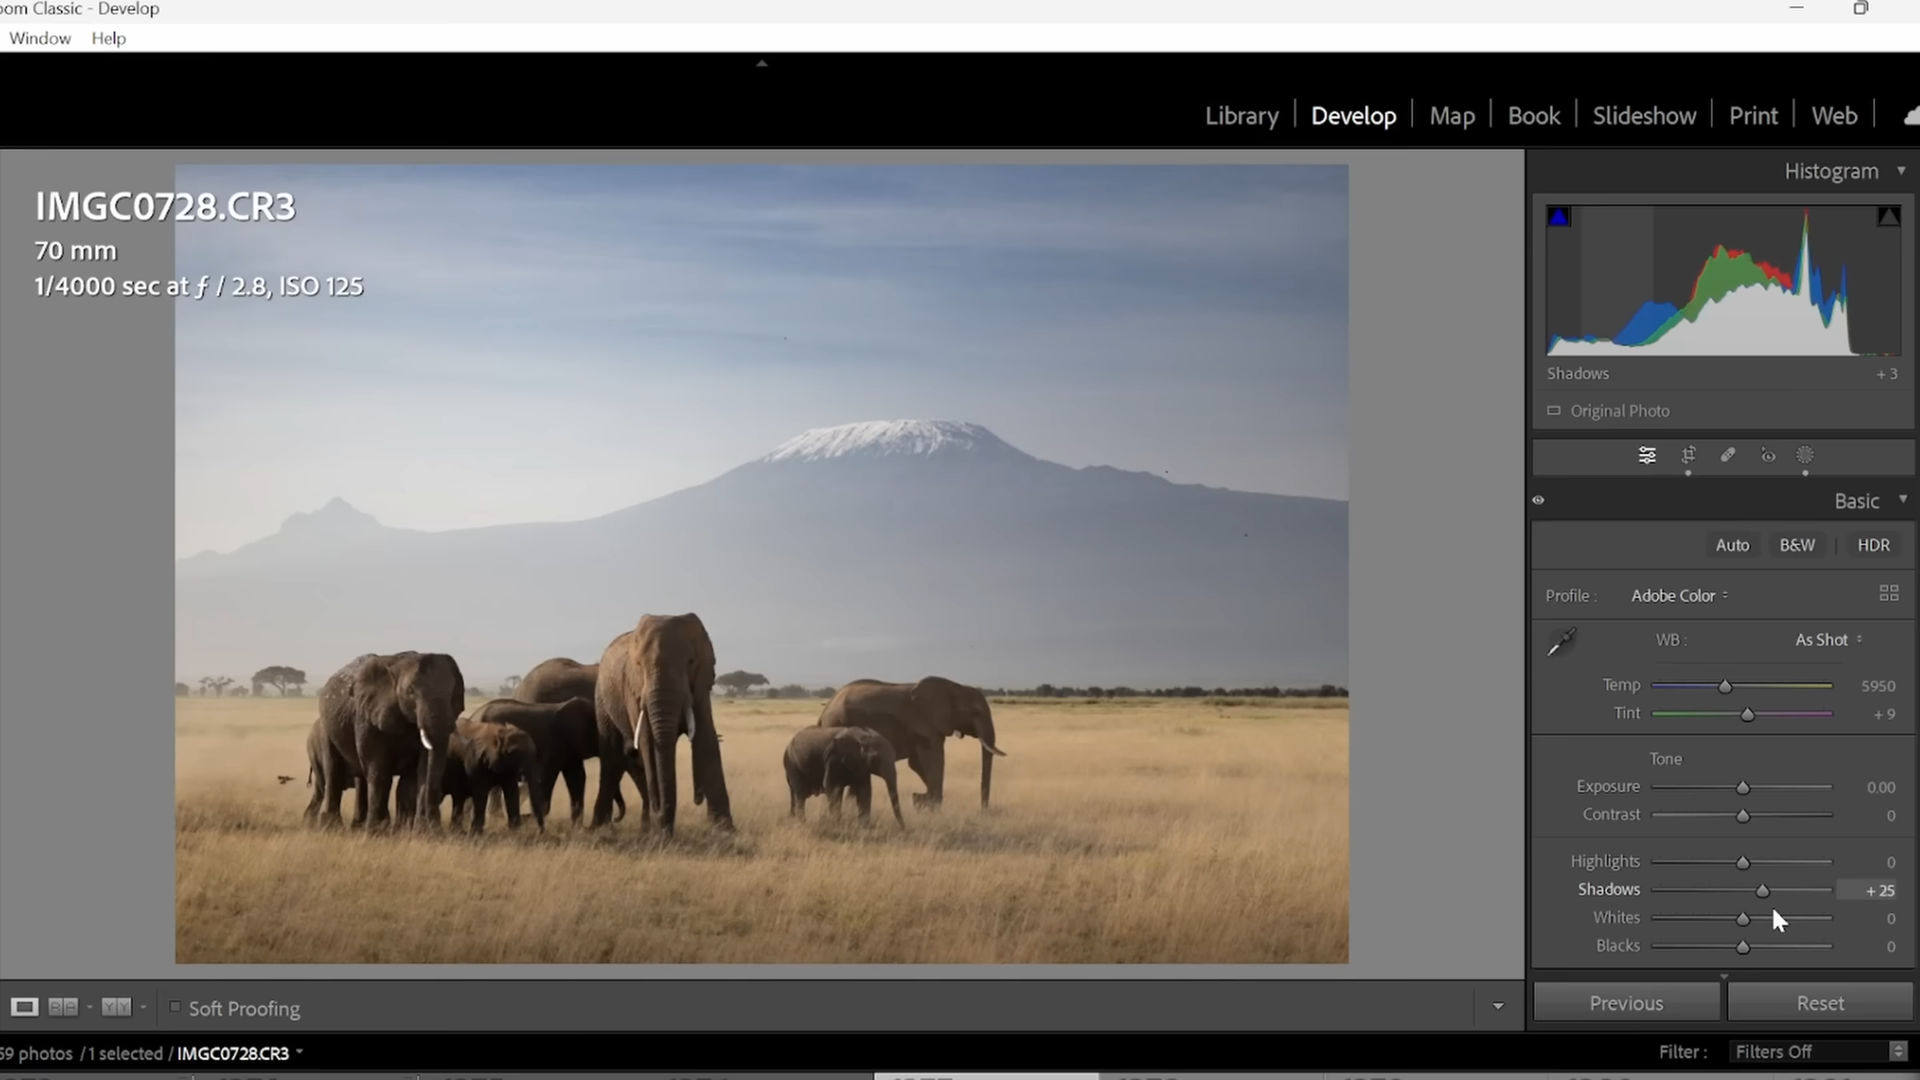 oom Classic - Develop
Window Help
Library | Develop | Map | Book | Slideshow | Print | Web |
Histogram
IMGC0728.CR3
70 mm
1/4000 sec at ƒ / 2.8, ISO 125
Shadows + 3
Original Photo
Basic
Auto B&W | HDR
Profile : Adobe Color
WB : As Shot
Temp 5950
Tint + 9
Tone
Exposure 0.00
Contrast 0
Highlights 0
Shadows + 25
Whites 0
Blacks 0
Previous Reset
Soft Proofing
59 photos / 1 selected / IMGC0728.CR3
Filter : Filters Off